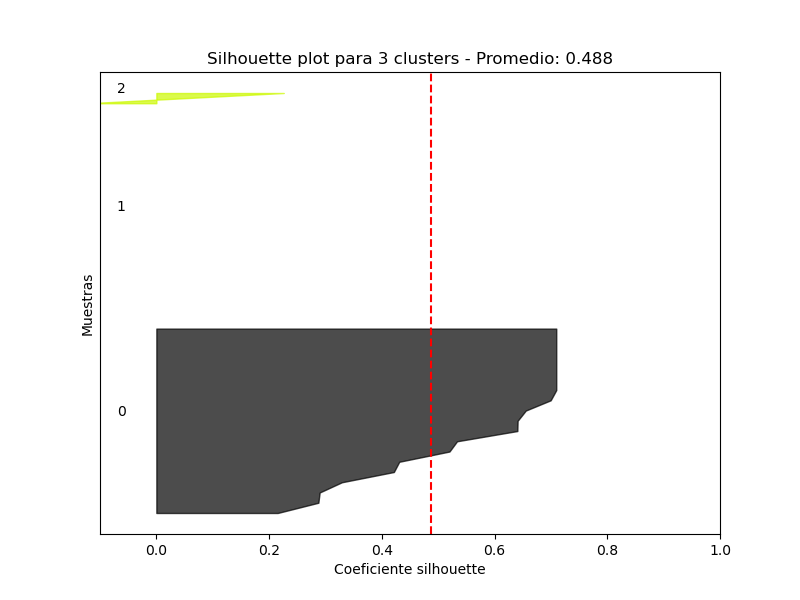 Silhouette plot para 3 clusters - Promedio: 0.488
2
1
0
Muestras
0.0 0.2 0.4 0.6 0.8 1.0
Coeficiente silhouette